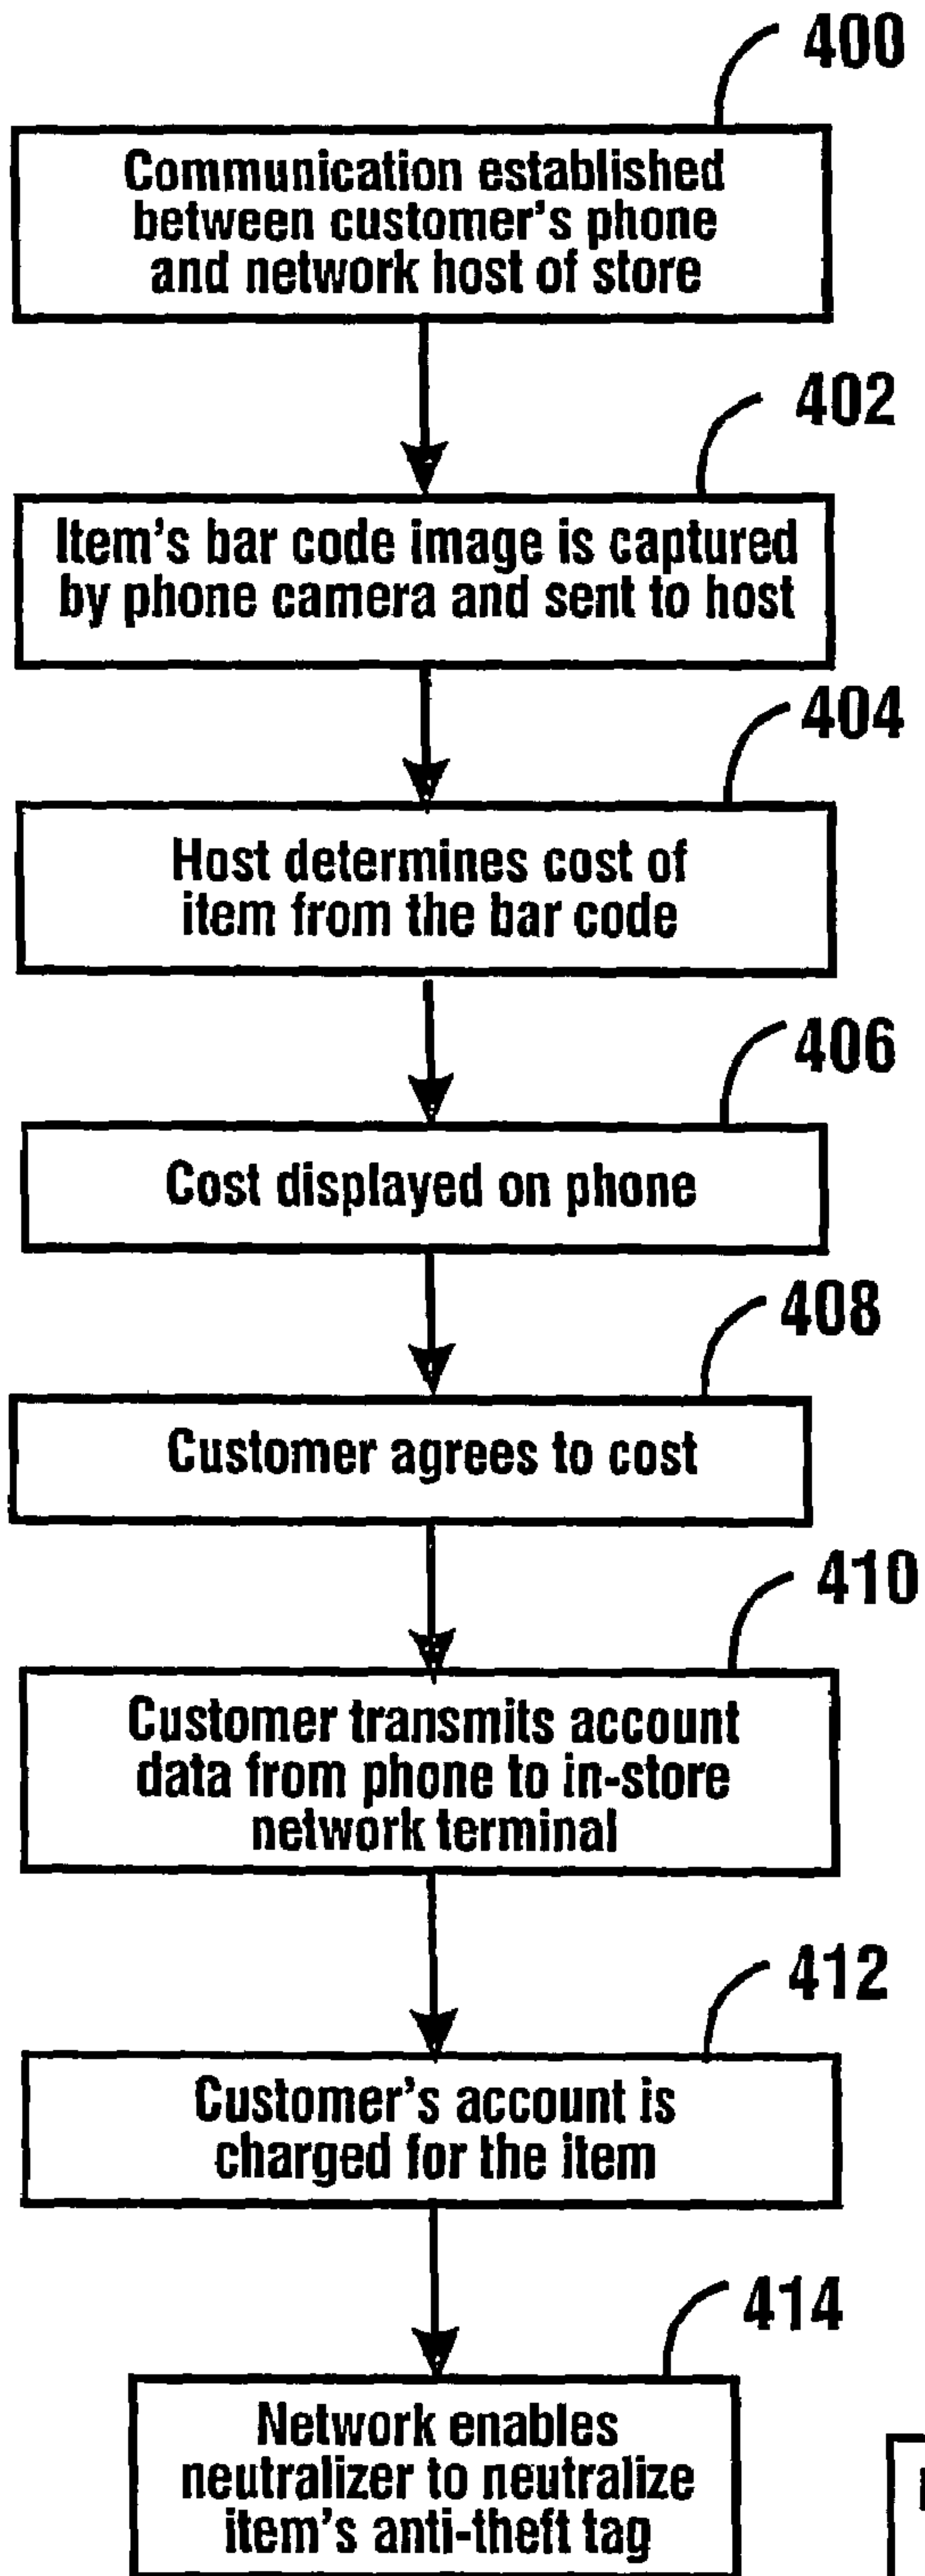 400
Communication established
between customer's phone
and network host of store
402
Item's bar code image is captured
by phone camera and sent to host
404
Host determines cost of
item from the bar code
406
Cost displayed on phone
408
Customer agrees to cost
410
Customer transmits account
data from phone to in-store
network terminal
412
Customer's account is
charged for the item
414
Network enables
neutralizer to neutralize
item's anti-theft tag